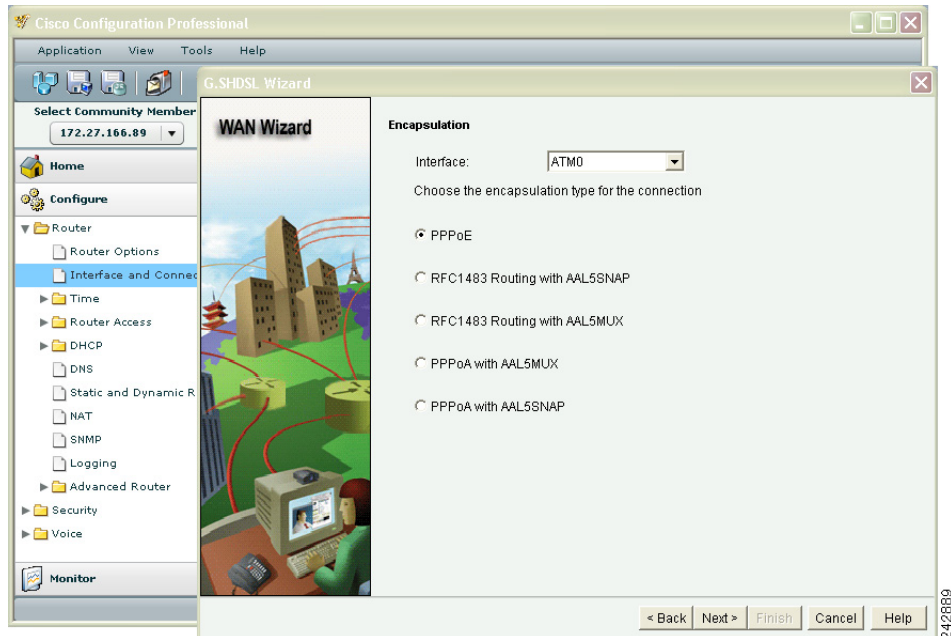 Cisco Configuration Professional
Application View Tools Help
Select Community Member
172.27.166.89
Home
Configure
Router
Router Options
Interface and Connec
Time
Router Access
DHCP
DNS
Static and Dynamic R
NAT
SNMP
Logging
Advanced Router
Security
Voice
Monitor
G.SHDSL Wizard
WAN Wizard
Encapsulation
Interface: ATM0
Choose the encapsulation type for the connection
PPPoE
RFC1483 Routing with AAL5SNAP
RFC1483 Routing with AAL5MUX
PPPoA with AAL5MUX
PPPoA with AAL5SNAP
< Back Next > Finish Cancel Help
242889